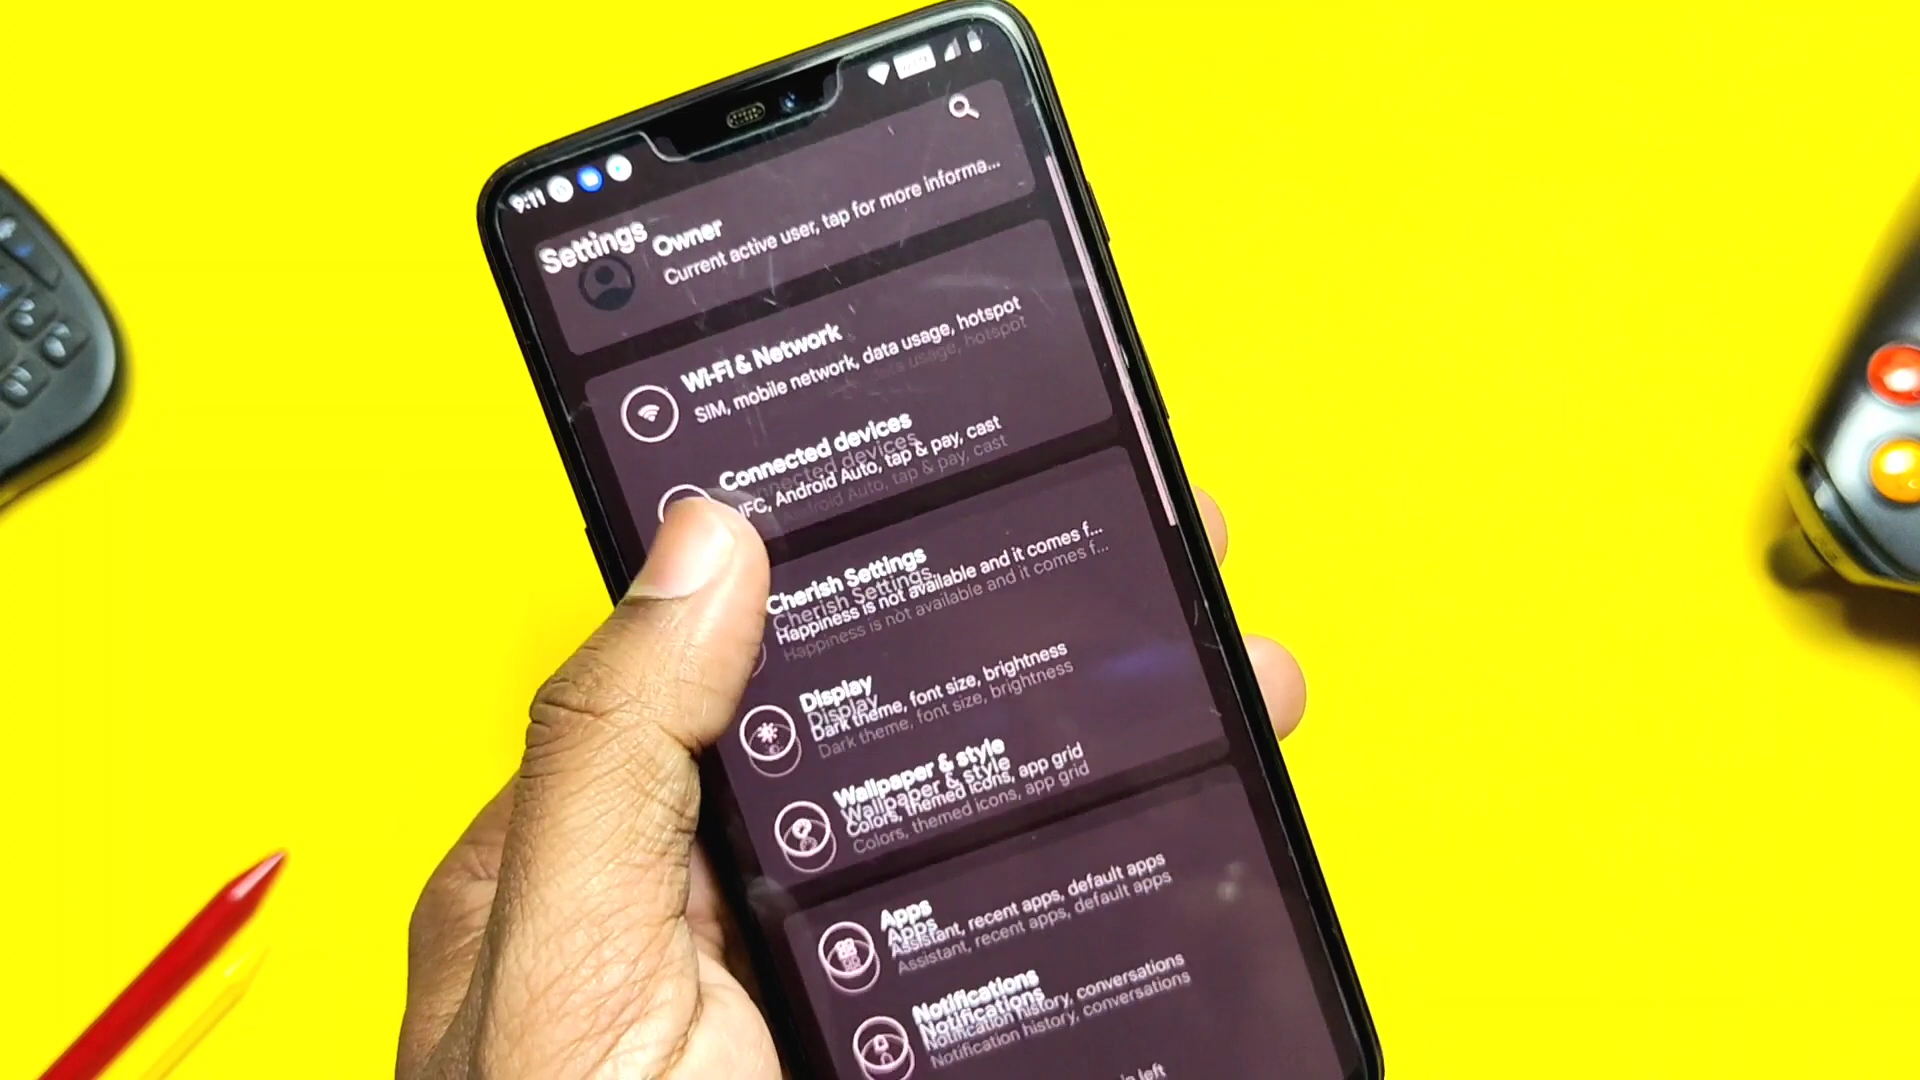 9:11
Settings
Owner
Current active user, tap for more informa...
Wi-Fi & Network
SIM, mobile network, data usage, hotspot
Connected devices
NFC, Android Auto, tap & pay, cast
Cherish Settings
Happiness is not available and it comes f...
Display
Dark theme, font size, brightness
Wallpaper & style
Colors, themed icons, app grid
Apps
Assistant, recent apps, default apps
Notifications
Notification history, conversations
left